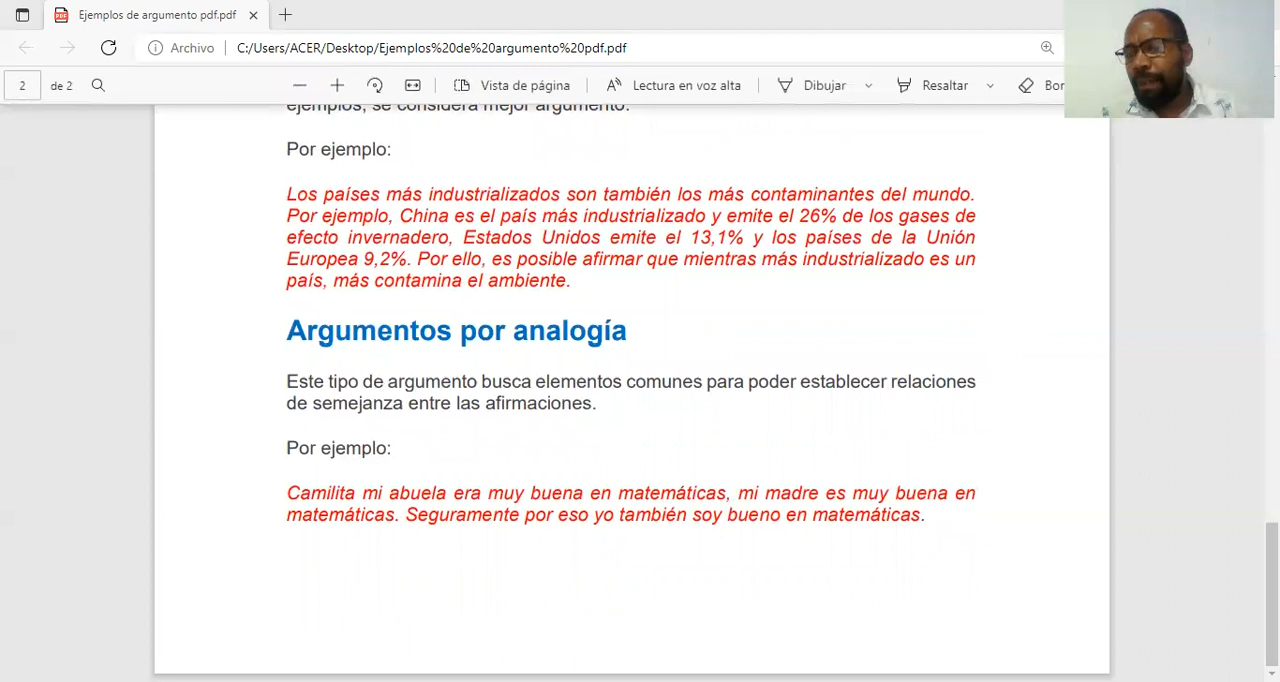 Ejemplos de argumento pdf.pdf
Archivo
C:/Users/ACER/Desktop/Ejemplos%20de%20argumento%20pdf.pdf
2 de 2
Vista de página
Lectura en voz alta
Dibujar
Resaltar
Bor
ejemplos, se considera mejor argumento.
Por ejemplo:
Los países más industrializados son también los más contaminantes del mundo.
Por ejemplo, China es el país más industrializado y emite el 26% de los gases de
efecto invernadero, Estados Unidos emite el 13,1% y los países de la Unión
Europea 9,2%. Por ello, es posible afirmar que mientras más industrializado es un
país, más contamina el ambiente.
Argumentos por analogía
Este tipo de argumento busca elementos comunes para poder establecer relaciones
de semejanza entre las afirmaciones.
Por ejemplo:
Camilita mi abuela era muy buena en matemáticas, mi madre es muy buena en
matemáticas. Seguramente por eso yo también soy bueno en matemáticas.